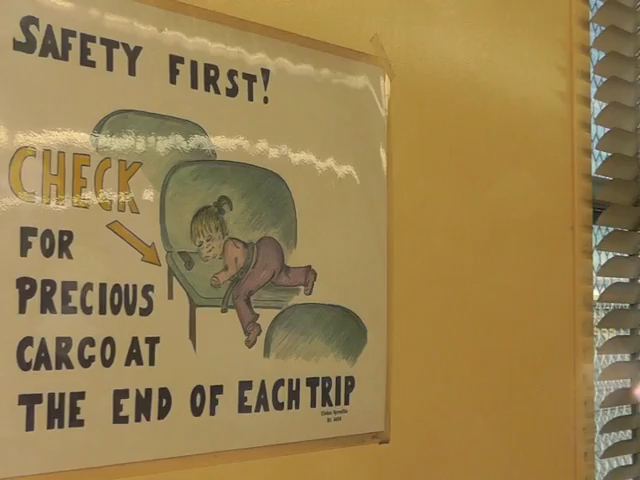 SAFETY FIRST!
CHECK
FOR
PRECIOUS
CARGO AT
THE END OF EACH TRIP